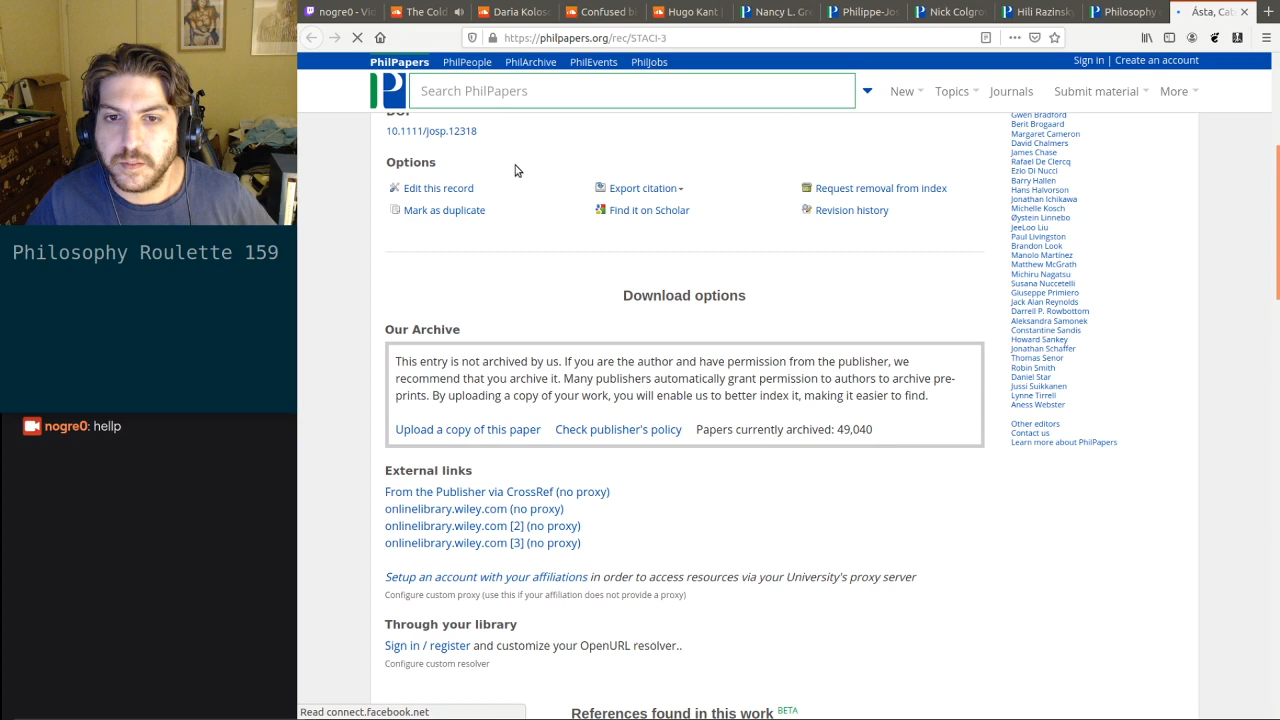 nogre0 - Vid
The Cold
Daria Kolos
Confused b
Hugo Kant
Nancy L. Gr
Philippe-Jo
Nick Colgro
Hili Razinsky
Philosophy
Ásta, Cate
https://philpapers.org/rec/STACI-3
PhilPapers PhilPeople PhilArchive PhilEvents PhilJobs
Sign in | Create an account
Search PhilPapers
New Topics Journals Submit material More
DOI
10.1111/josp.12318
Options
Edit this record
Export citation
Request removal from index
Mark as duplicate
Find it on Scholar
Revision history
Download options
Our Archive
This entry is not archived by us. If you are the author and have permission from the publisher, we
recommend that you archive it. Many publishers automatically grant permission to authors to archive pre-
prints. By uploading a copy of your work, you will enable us to better index it, making it easier to find.
Upload a copy of this paper Check publisher's policy Papers currently archived: 49,040
External links
From the Publisher via CrossRef (no proxy)
onlinelibrary.wiley.com (no proxy)
onlinelibrary.wiley.com [2] (no proxy)
onlinelibrary.wiley.com [3] (no proxy)
Setup an account with your affiliations in order to access resources via your University's proxy server
Configure custom proxy (use this if your affiliation does not provide a proxy)
Through your library
Sign in / register and customize your OpenURL resolver..
Configure custom resolver
References found in this work BETA
Gwen Bradford
Berit Brogaard
Margaret Cameron
David Chalmers
James Chase
Rafael De Clercq
Ezio Di Nucci
Barry Hallen
Hans Halvorson
Jonathan Ichikawa
Michelle Kosch
Øystein Linnebo
JeeLoo Liu
Paul Livingston
Brandon Look
Manolo Martínez
Matthew McGrath
Michiru Nagatsu
Susana Nuccetelli
Giuseppe Primiero
Jack Alan Reynolds
Darrell P. Rowbottom
Aleksandra Samonek
Constantine Sandis
Howard Sankey
Jonathan Schaffer
Thomas Senor
Robin Smith
Daniel Star
Jussi Suikkanen
Lynne Tirrell
Aness Webster
Other editors
Contact us
Learn more about PhilPapers
Philosophy Roulette 159
nogre0: hellp
Read connect.facebook.net